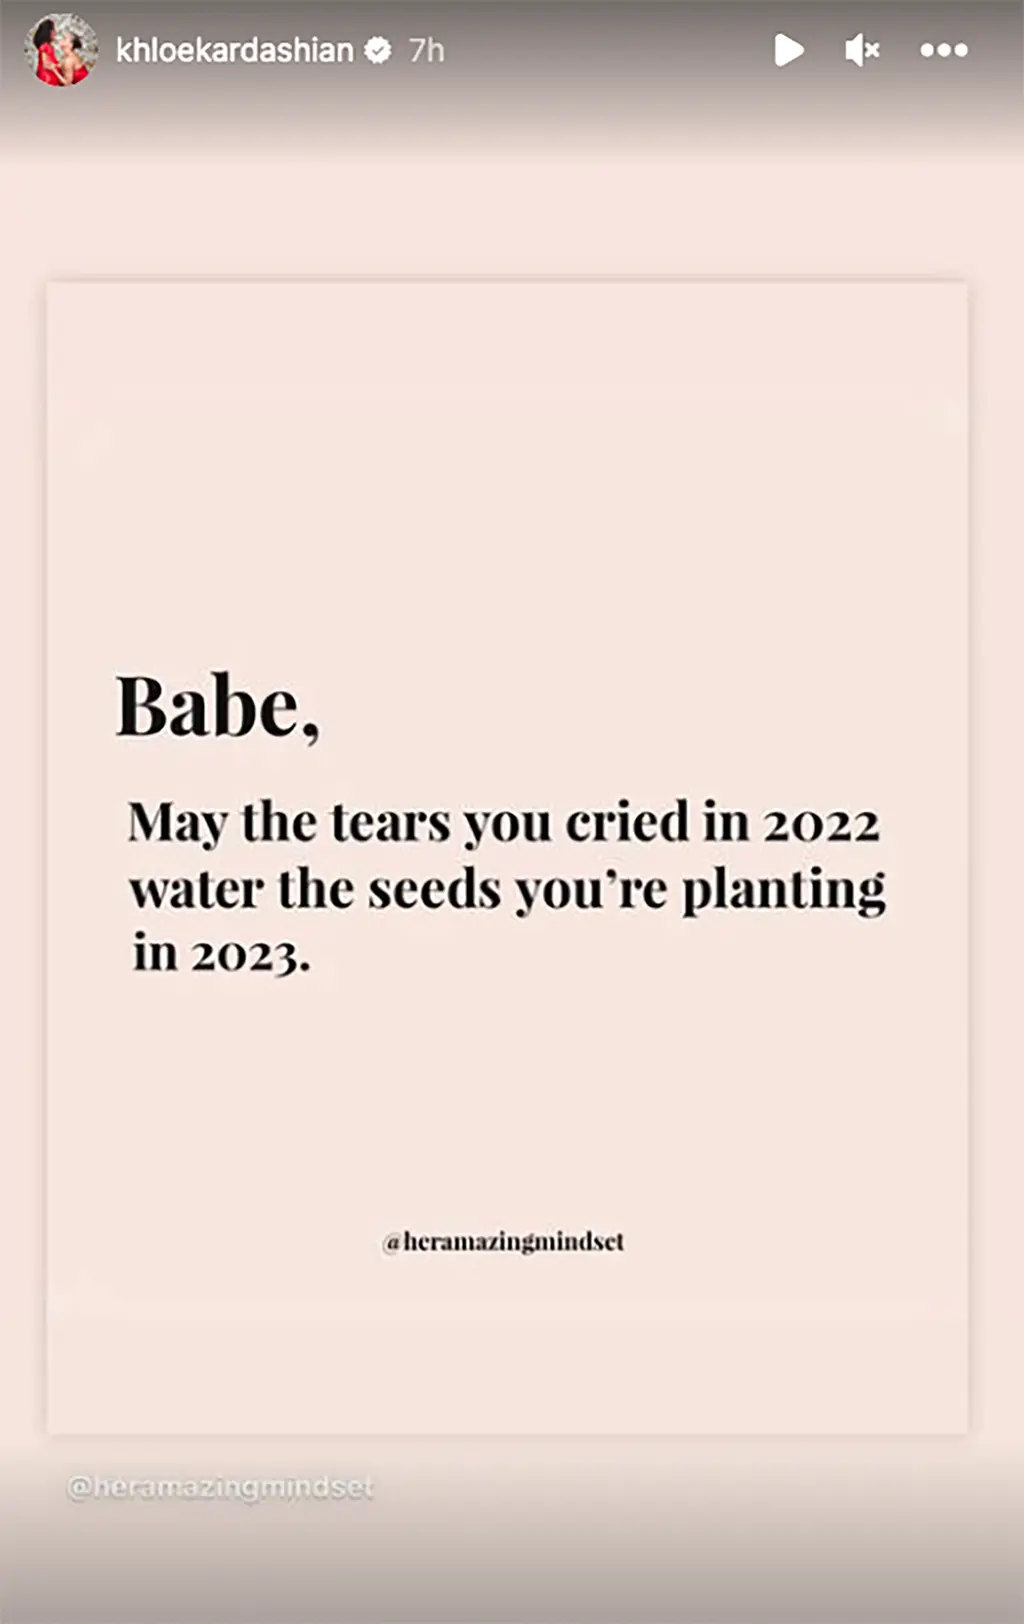 khloekardashian 7h
Babe,
May the tears you cried in 2022
water the seeds you’re planting
in 2023.
@heramazingmindset
@heramazingmindset